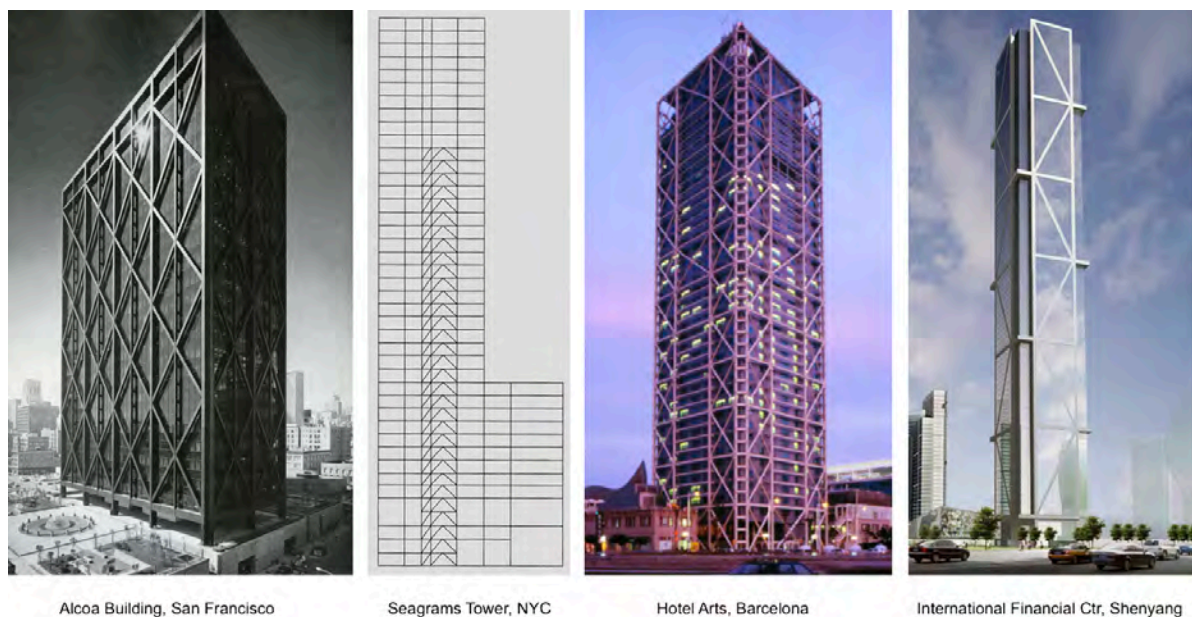 Alcoa Building, San Francisco
Seagrams Tower, NYC
Hotel Arts, Barcelona
International Financial Ctr, Shenyang